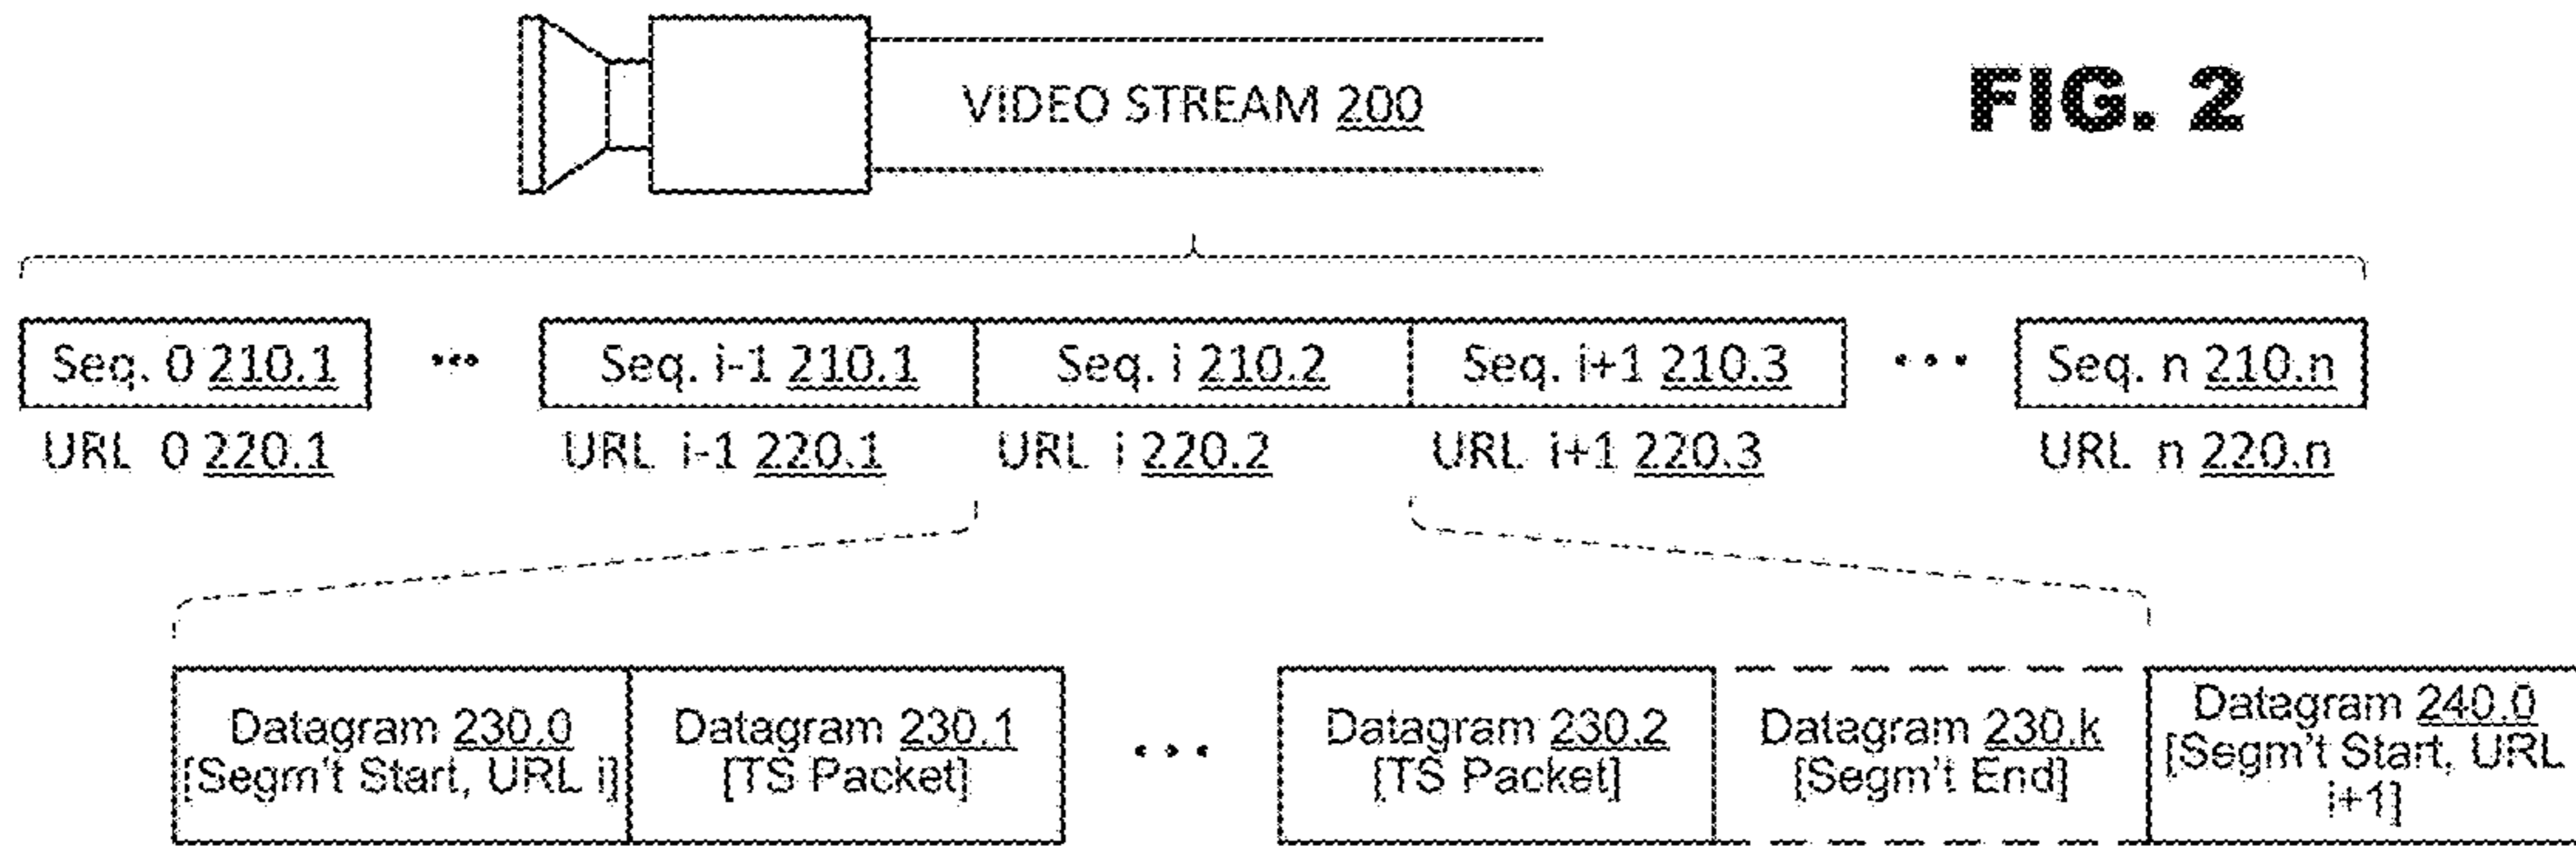 VIDEO STREAM 200
FIG. 2
Seq. 0 210.1 ••• Seq. i-1 210.1 Seq. i 210.2 Seq. i+1 210.3 ••• Seq. n 210.n
URL 0 220.1 URL i-1 220.1 URL i 220.2 URL i+1 220.3 URL n 220.n
Datagram 230.0
[Segm't Start, URL i]
Datagram 230.1
[TS Packet]
•••
Datagram 230.2
[TS Packet]
Datagram 230.k
[Segm't End]
Datagram 240.0
[Segm't Start, URL
i+1]